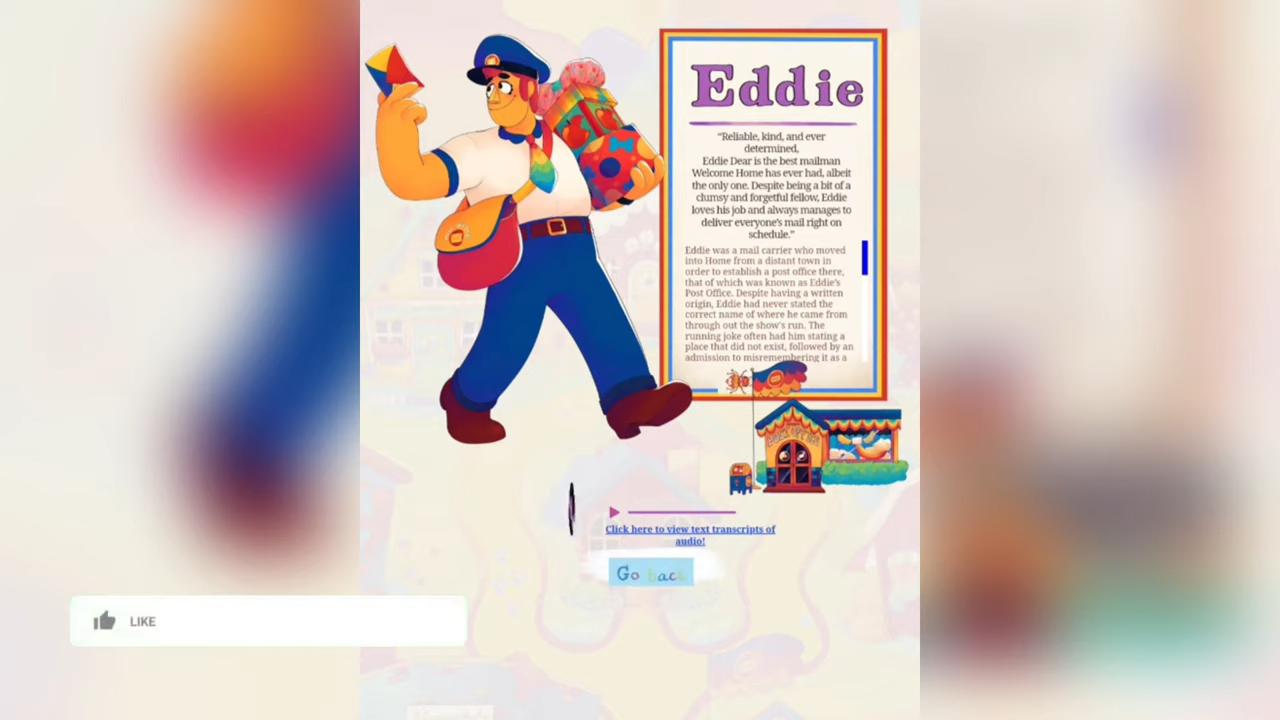 Eddie
“Reliable, kind, and ever
determined,
Eddie Dear is the best mailman
Welcome Home has ever had, albeit
the only one. Despite being a bit of a
clumsy and forgetful fellow, Eddie
loves his job and always manages to
deliver everyone’s mail right on
schedule.”
Eddie was a mail carrier who moved
into Home from a distant town in
order to establish a post office there,
that of which was known as Eddie’s
Post Office. Despite having a written
origin, Eddie had never stated the
correct name of where he came from
through out the show’s run. The
running joke often had him stating a
place that did not exist, followed by an
admission to misremembering it as a
Click here to view text transcripts of
audio!
Go back
LIKE